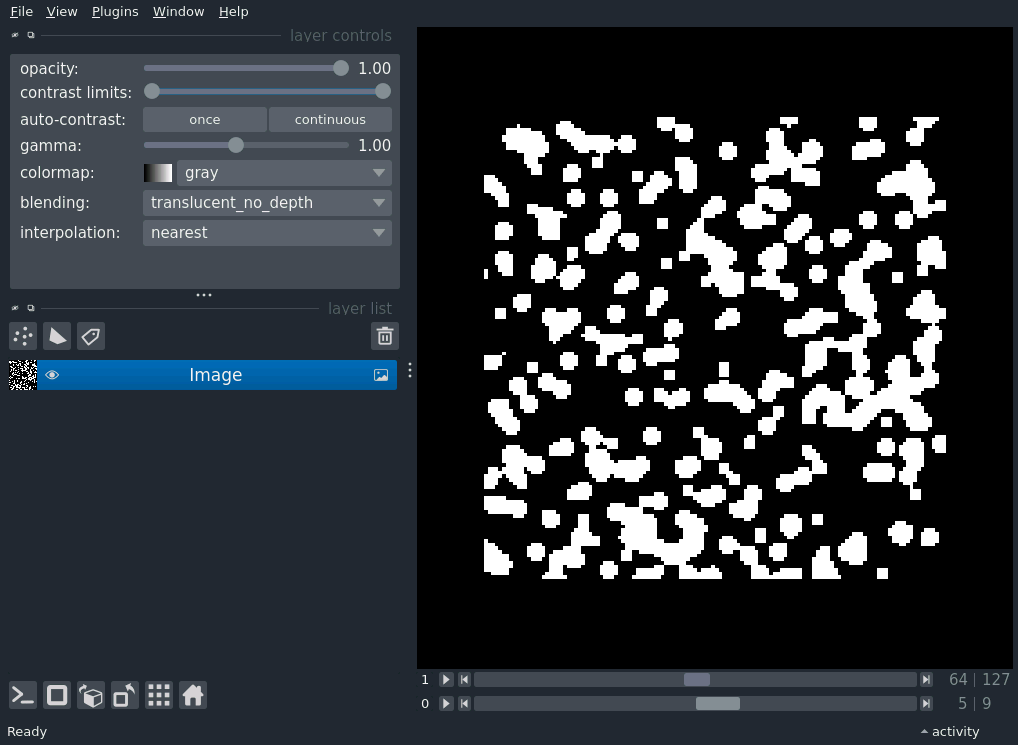 File View Plugins Window Help
layer controls
opacity: 1.00
contrast limits:
auto-contrast: once continuous
gamma: 1.00
colormap: gray
blending: translucent_no_depth
interpolation: nearest
layer list
Image
1 64 | 127
0 5 | 9
Ready activity